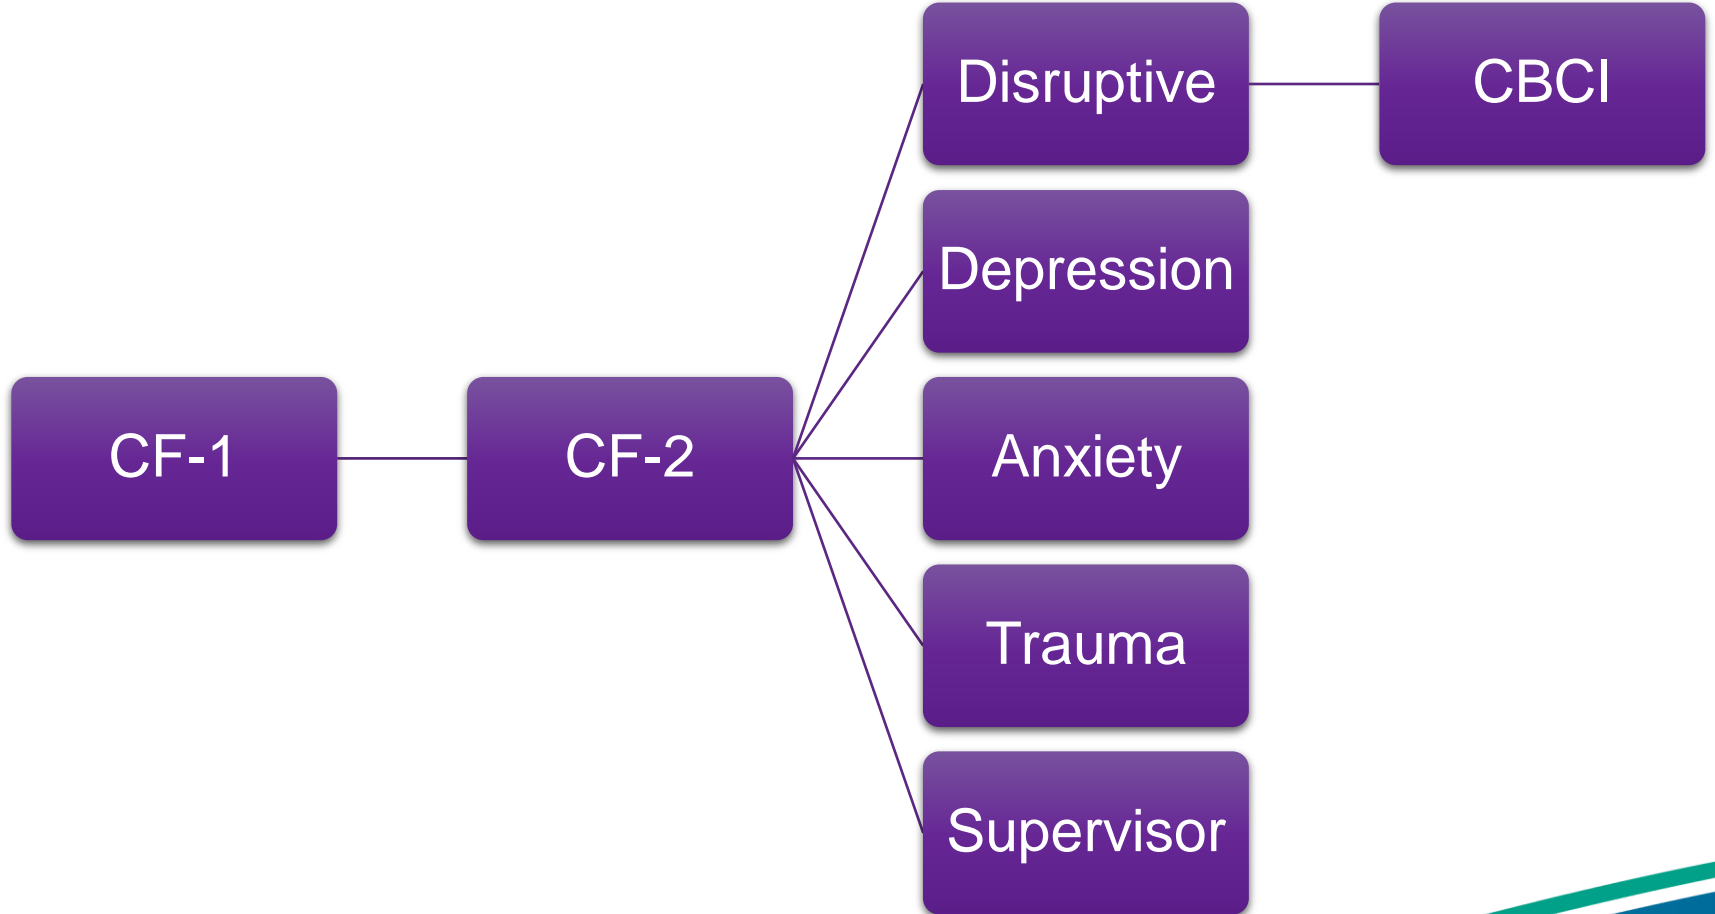 CF-1
CF-2
Disruptive
CBCI
Depression
Anxiety
Trauma
Supervisor